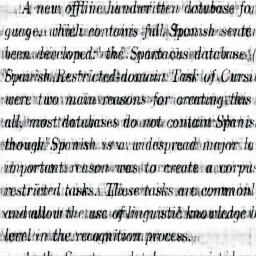 A new offline handwritten database for
guage, which contains full Spanish senten
been developed: the Spartacus database (
Spanish Restricted-domain Task of Cursi
were two main reasons for creating this
all, most databases do not contain Spanis
though Spanish is a widespread major la
important reason was to create a corpus
restricted tasks. These tasks are commonl
and allow the use of linguistic knowledge b
level in the recognition process.